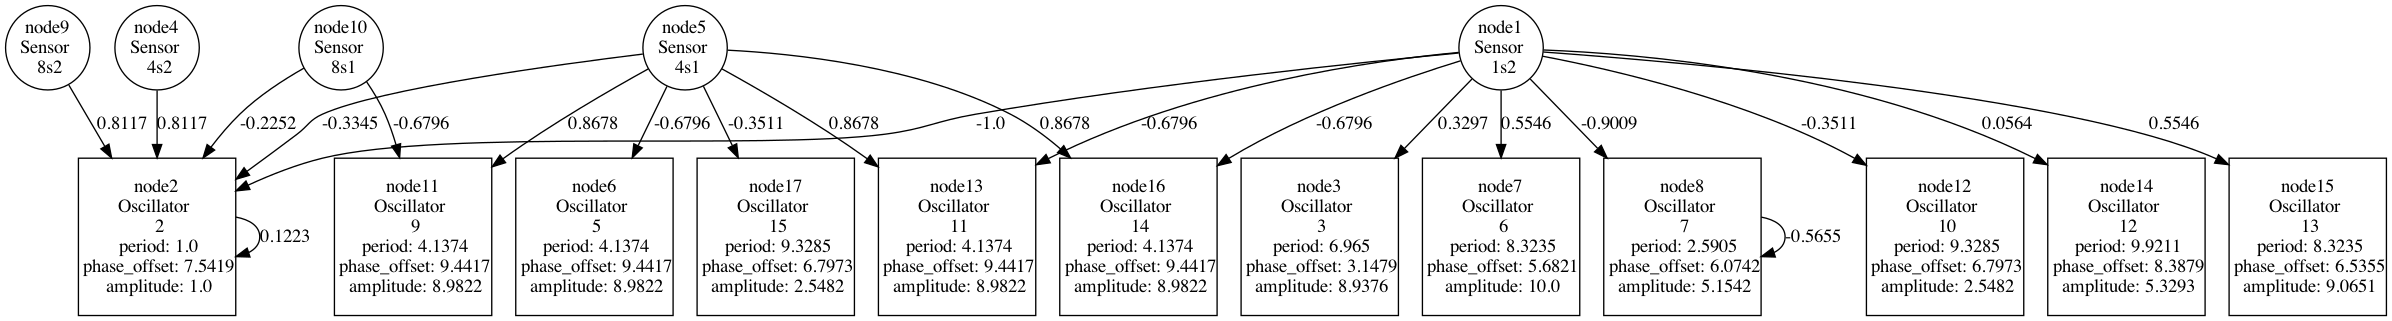 node9
Sensor
8s2
node4
Sensor
4s2
node10
Sensor
8s1
node5
Sensor
4s1
node1
Sensor
1s2
0.8117
0.8117
-0.2252
-0.3345
-0.6796
0.8678
-0.6796
-0.3511
0.8678
-1.0
0.8678
-0.6796
-0.6796
0.3297
0.5546
-0.9009
-0.3511
0.0564
0.5546
node2
Oscillator
2
period: 1.0
phase_offset: 7.5419
amplitude: 1.0
0.1223
node11
Oscillator
9
period: 4.1374
phase_offset: 9.4417
amplitude: 8.9822
node6
Oscillator
5
period: 4.1374
phase_offset: 9.4417
amplitude: 8.9822
node17
Oscillator
15
period: 9.3285
phase_offset: 6.7973
amplitude: 2.5482
node13
Oscillator
11
period: 4.1374
phase_offset: 9.4417
amplitude: 8.9822
node16
Oscillator
14
period: 4.1374
phase_offset: 9.4417
amplitude: 8.9822
node3
Oscillator
3
period: 6.965
phase_offset: 3.1479
amplitude: 8.9376
node7
Oscillator
6
period: 8.3235
phase_offset: 5.6821
amplitude: 10.0
node8
Oscillator
7
period: 2.5905
phase_offset: 6.0742
amplitude: 5.1542
-0.5655
node12
Oscillator
10
period: 9.3285
phase_offset: 6.7973
amplitude: 2.5482
node14
Oscillator
12
period: 9.9211
phase_offset: 8.3879
amplitude: 5.3293
node15
Oscillator
13
period: 8.3235
phase_offset: 6.5355
amplitude: 9.0651